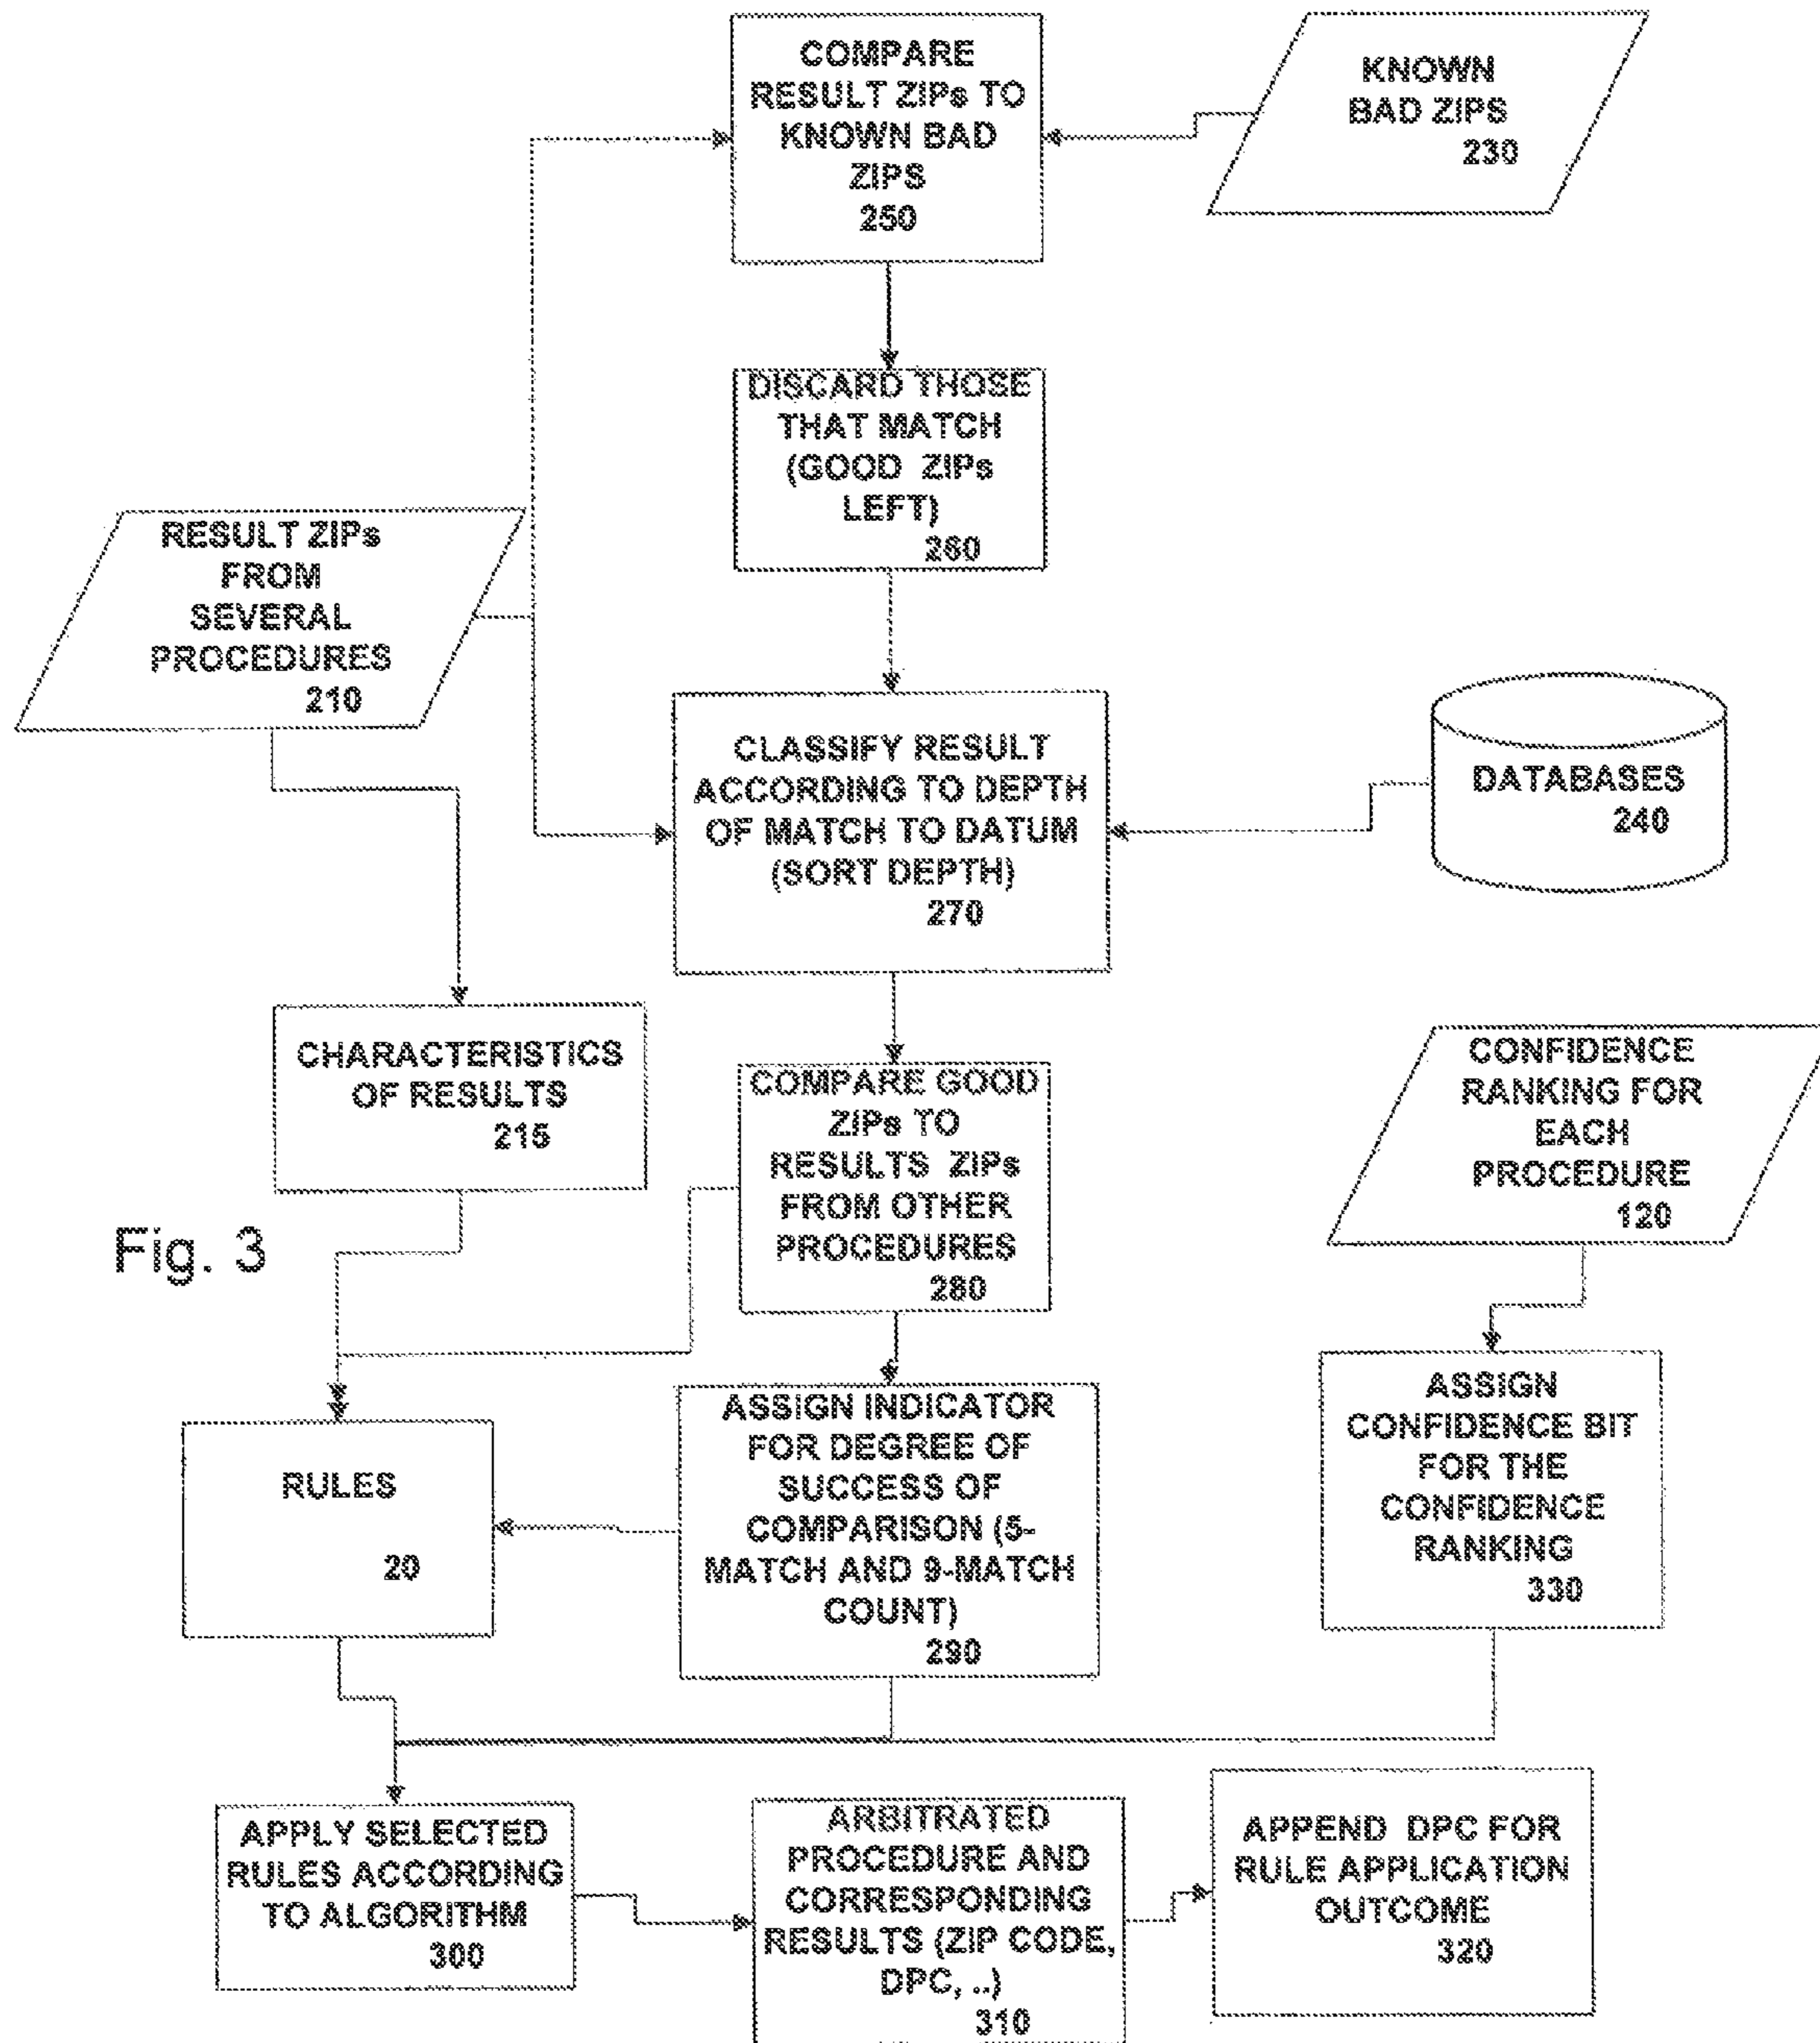 COMPARE
RESULT ZIPs TO
KNOWN BAD
ZIPS
250
KNOWN
BAD ZIPS
230
DISCARD THOSE
THAT MATCH
(GOOD ZIPs
LEFT)
260
RESULT ZIPs
FROM
SEVERAL
PROCEDURES
210
CLASSIFY RESULT
ACCORDING TO DEPTH
OF MATCH TO DATUM
(SORT DEPTH)
270
DATABASES
240
CHARACTERISTICS
OF RESULTS
215
COMPARE GOOD
ZIPs TO
RESULTS ZIPs
FROM OTHER
PROCEDURES
280
CONFIDENCE
RANKING FOR
EACH
PROCEDURE
120
Fig. 3
RULES
20
ASSIGN INDICATOR
FOR DEGREE OF
SUCCESS OF
COMPARISON (5-
MATCH AND 9-MATCH
COUNT)
290
ASSIGN
CONFIDENCE BIT
FOR THE
CONFIDENCE
RANKING
330
APPLY SELECTED
RULES ACCORDING
TO ALGORITHM
300
ARBITRATED
PROCEDURE AND
CORRESPONDING
RESULTS (ZIP CODE,
DPC, ..)
310
APPEND DPC FOR
RULE APPLICATION
OUTCOME
320